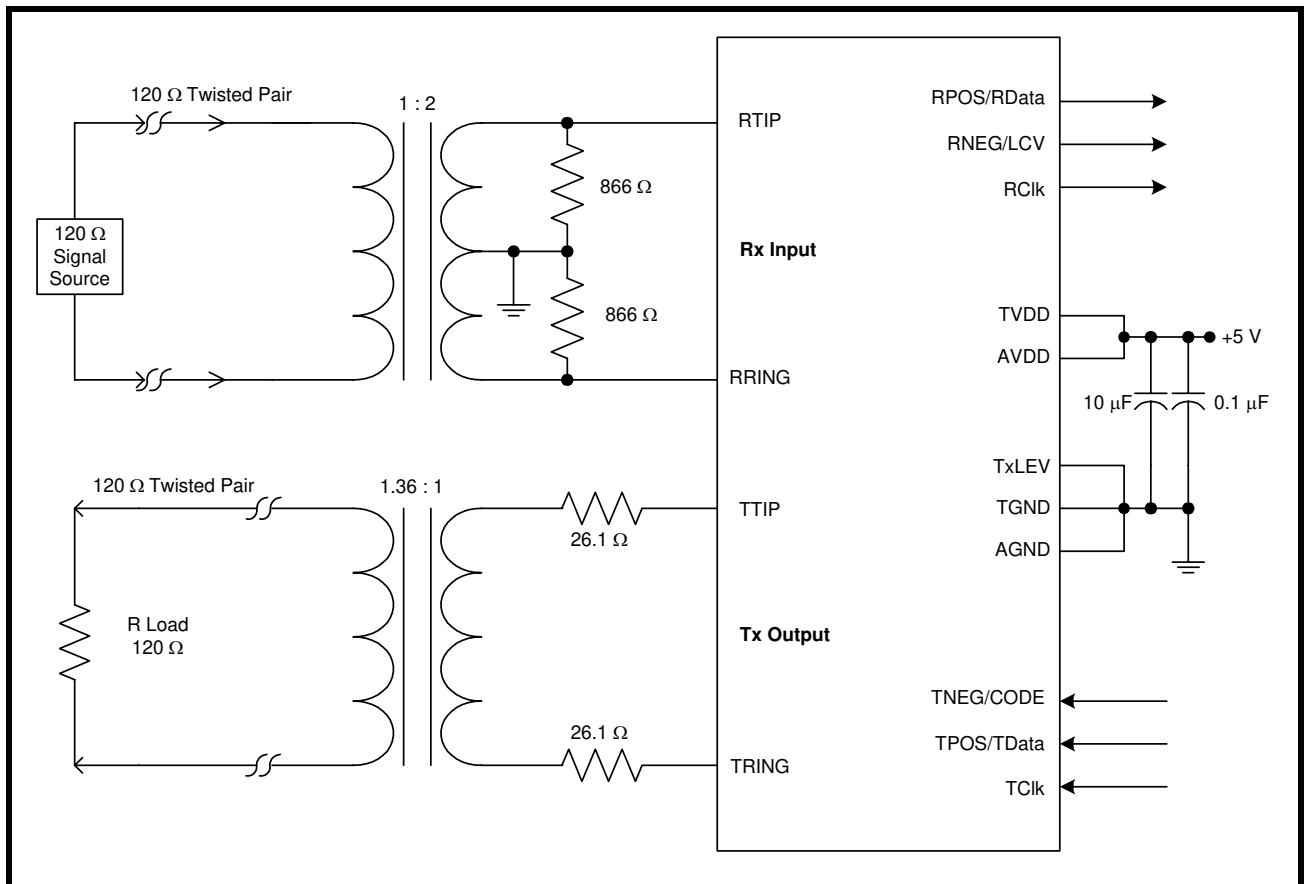 120 Ω Twisted Pair
1 : 2
120 Ω
Signal
Source
866 Ω
866 Ω
RTIP
Rx Input
RRING
RPOS/RData
RNEG/LCV
RClk
TVDD
AVDD
+5 V
10 μF
0.1 μF
TxLEV
TGND
AGND
120 Ω Twisted Pair
1.36 : 1
26.1 Ω
TTIP
R Load
120 Ω
Tx Output
26.1 Ω
TRING
TNEG/CODE
TPOS/TData
TClk